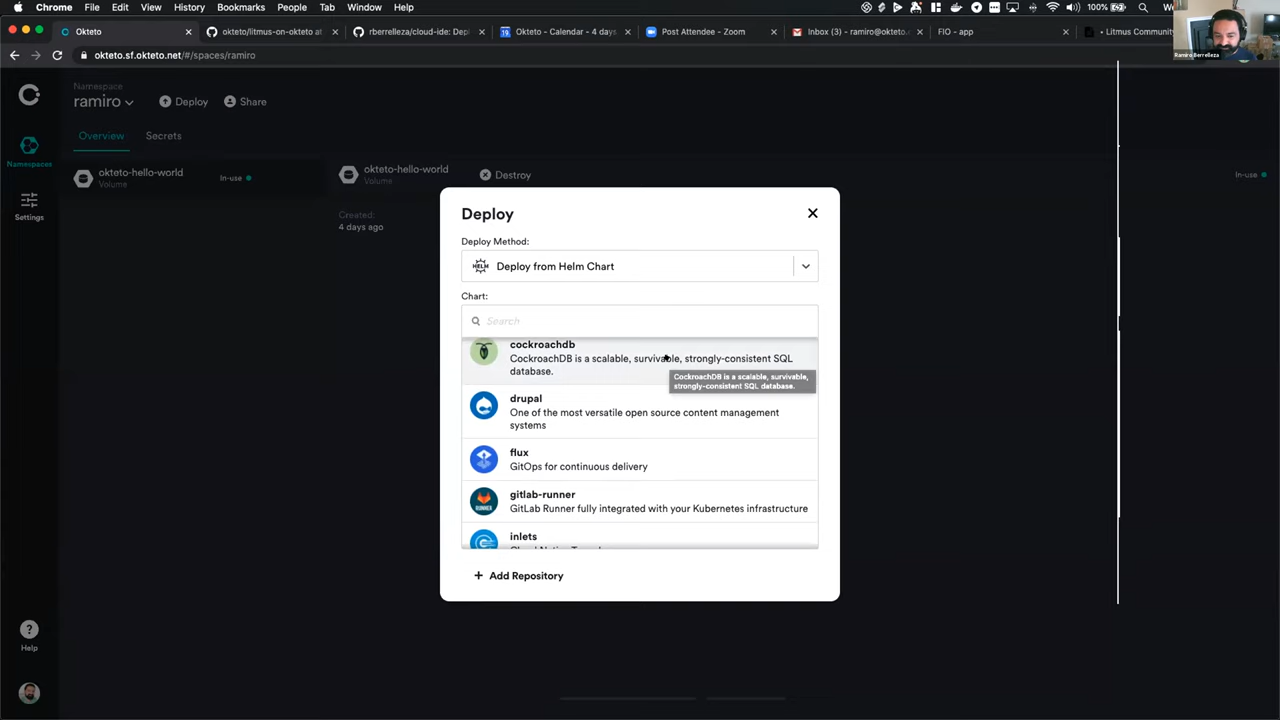 Chrome File Edit View History Bookmarks People Tab Window Help 100%
Okteto okteto/litmus-on-okteto at rberrelleza/cloud-ide: Dep Okteto - Calendar - 4 days, Post Attendee - Zoom Inbox (3) - ramiro@okteto.c FIO - app • Litmus Community
Ramiro Berrelleza
okteto.sf.okteto.net/#/spaces/ramiro
Namespace
ramiro Deploy Share
Overview Secrets
Namespaces
Settings
okteto-hello-world
Volume
In-use
okteto-hello-world
Volume
Destroy
In-use
Created:
4 days ago
Deploy
Deploy Method:
HELM Deploy from Helm Chart
Chart:
Search
cockroachdb
CockroachDB is a scalable, survivable, strongly-consistent SQL
database.
CockroachDB is a scalable, survivable,
strongly-consistent SQL database.
drupal
One of the most versatile open source content management
systems
flux
GitOps for continuous delivery
gitlab-runner
GitLab Runner fully integrated with your Kubernetes infrastructure
RUNNER
inlets
+ Add Repository
Help